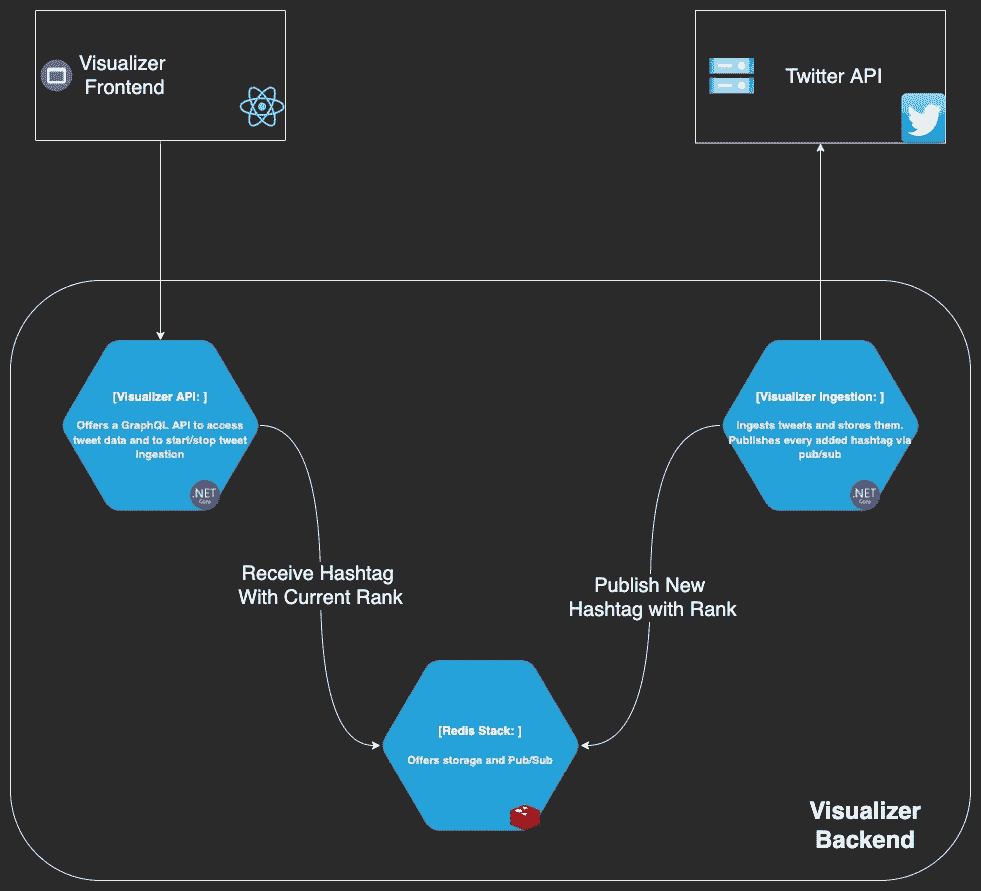 Visualizer
Frontend
Twitter API
[Visualizer API: ]
Offers a GraphQL API to access
tweet data and to start/stop tweet
ingestion
.NET
Core
[Visualizer Ingestion: ]
Ingests tweets and stores them.
Publishes every added hashtag via
pub/sub
.NET
Core
Receive Hashtag
With Current Rank
Publish New
Hashtag with Rank
[Redis Stack: ]
Offers storage and Pub/Sub
Visualizer
Backend